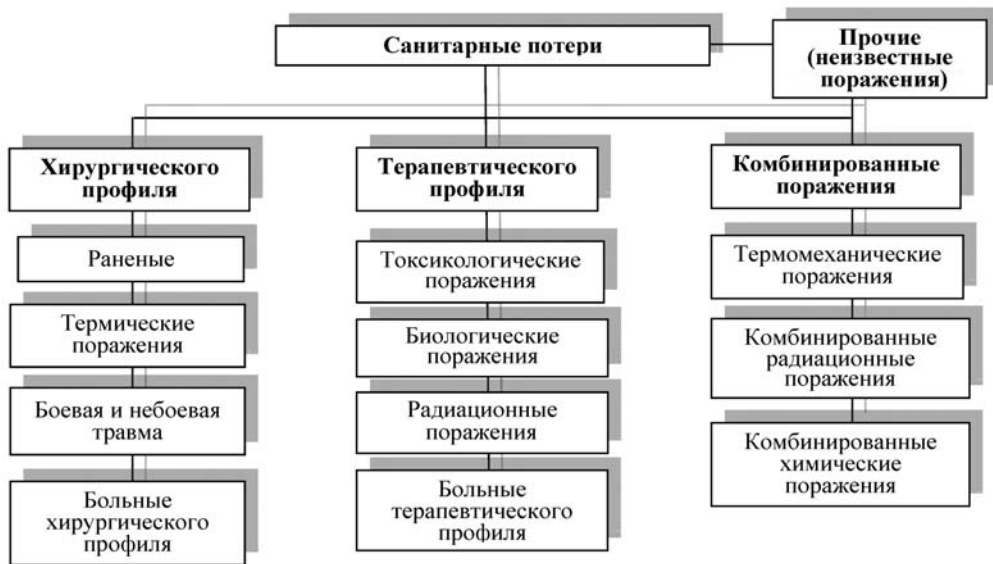 Санитарные потери
Прочие
(неизвестные
поражения)
Хирургического
профиля
Терапевтического
профиля
Комбинированные
поражения
Раненые
Термические
поражения
Боевая и небоевая
травма
Больные
хирургического
профиля
Токсикологические
поражения
Биологические
поражения
Радиационные
поражения
Больные
терапевтического
профиля
Термомеханические
поражения
Комбинированные
радиационные
поражения
Комбинированные
химические
поражения